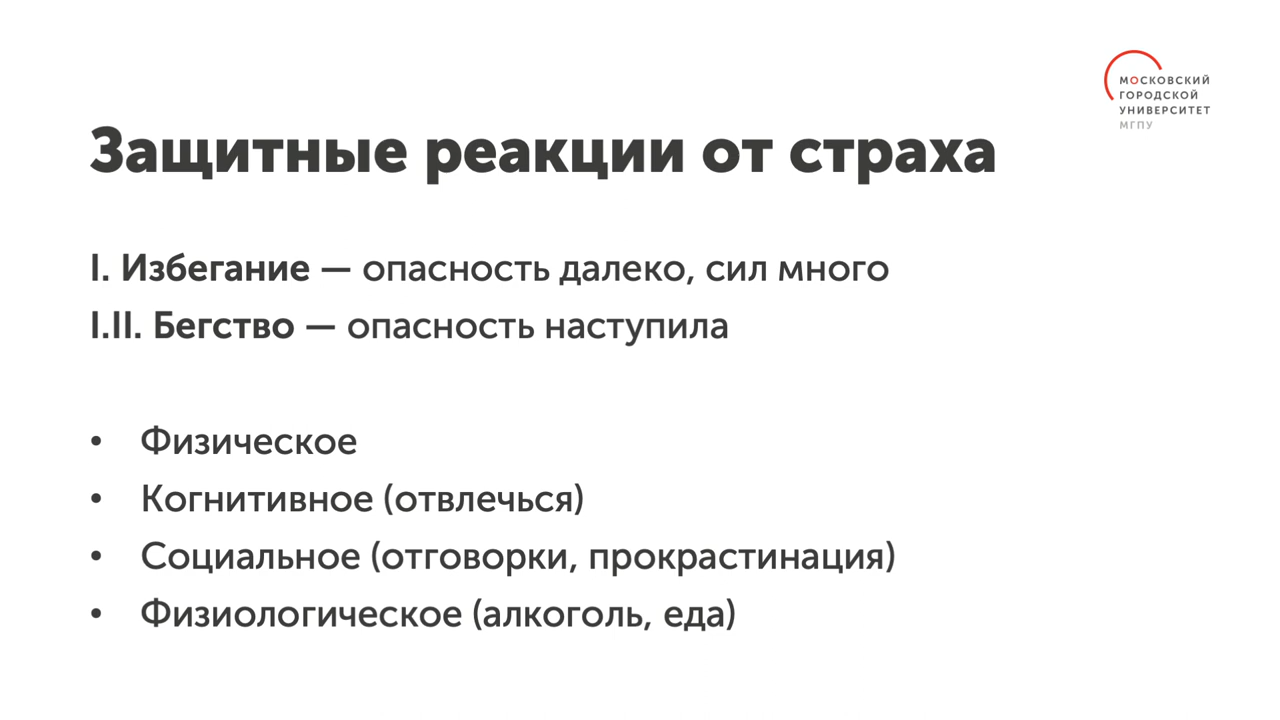 МОСКОВСКИЙ
ГОРОДСКОЙ
УНИВЕРСИТЕТ
МГПУ
Защитные реакции от страха
I. Избегание — опасность далеко, сил много
I.II. Бегство — опасность наступила
• Физическое
• Когнитивное (отвлечься)
• Социальное (отговорки, прокрастинация)
• Физиологическое (алкоголь, еда)